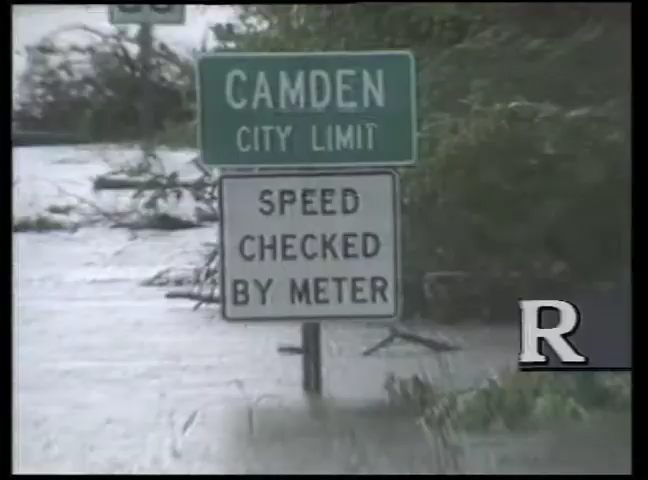 CAMDEN
CITY LIMIT
SPEED
CHECKED
BY METER
R